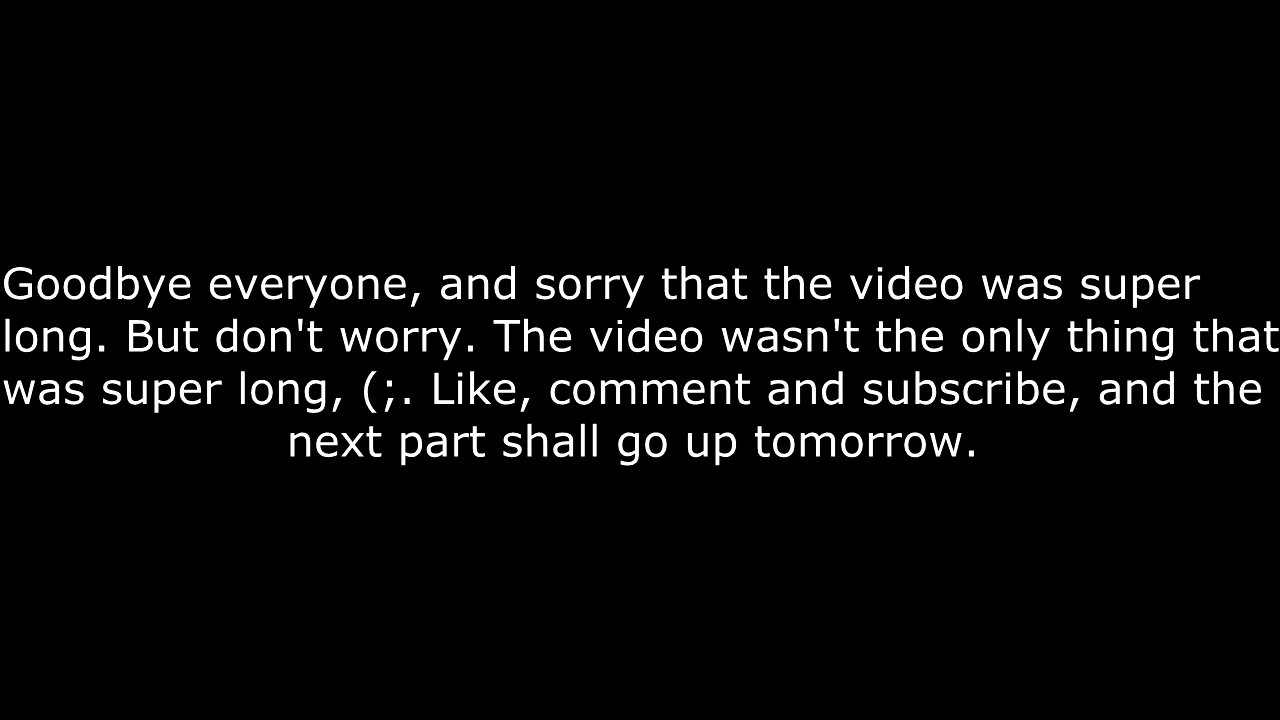 Goodbye everyone, and sorry that the video was super
long. But don't worry. The video wasn't the only thing that
was super long, (;. Like, comment and subscribe, and the
next part shall go up tomorrow.